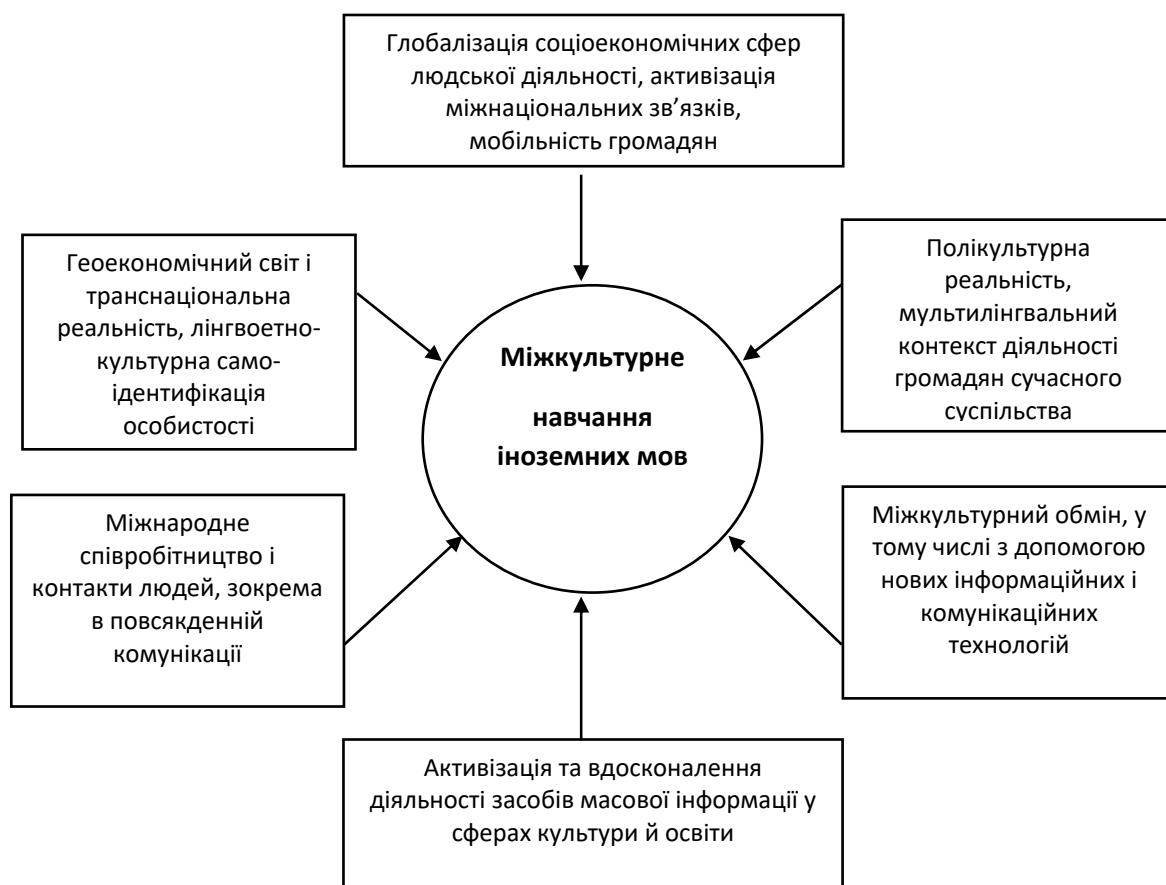 Глобалізація соціоекономічних сфер
людської діяльності, активізація
міжнаціональних зв’язків,
мобільність громадян
Геоекономічний світ і
транснаціональна
реальність, лінгвоетно-
культурна само-
ідентифікація
особистості
Полікультурна
реальність,
мультилінгвальний
контекст діяльності
громадян сучасного
суспільства
Міжкультурне
навчання
іноземних мов
Міжнародне
співробітництво і
контакти людей, зокрема
в повсякденній
комунікації
Міжкультурний обмін, у
тому числі з допомогою
нових інформаційних і
комунікаційних
технологій
Активізація та вдосконалення
діяльності засобів масової інформації у
сферах культури й освіти